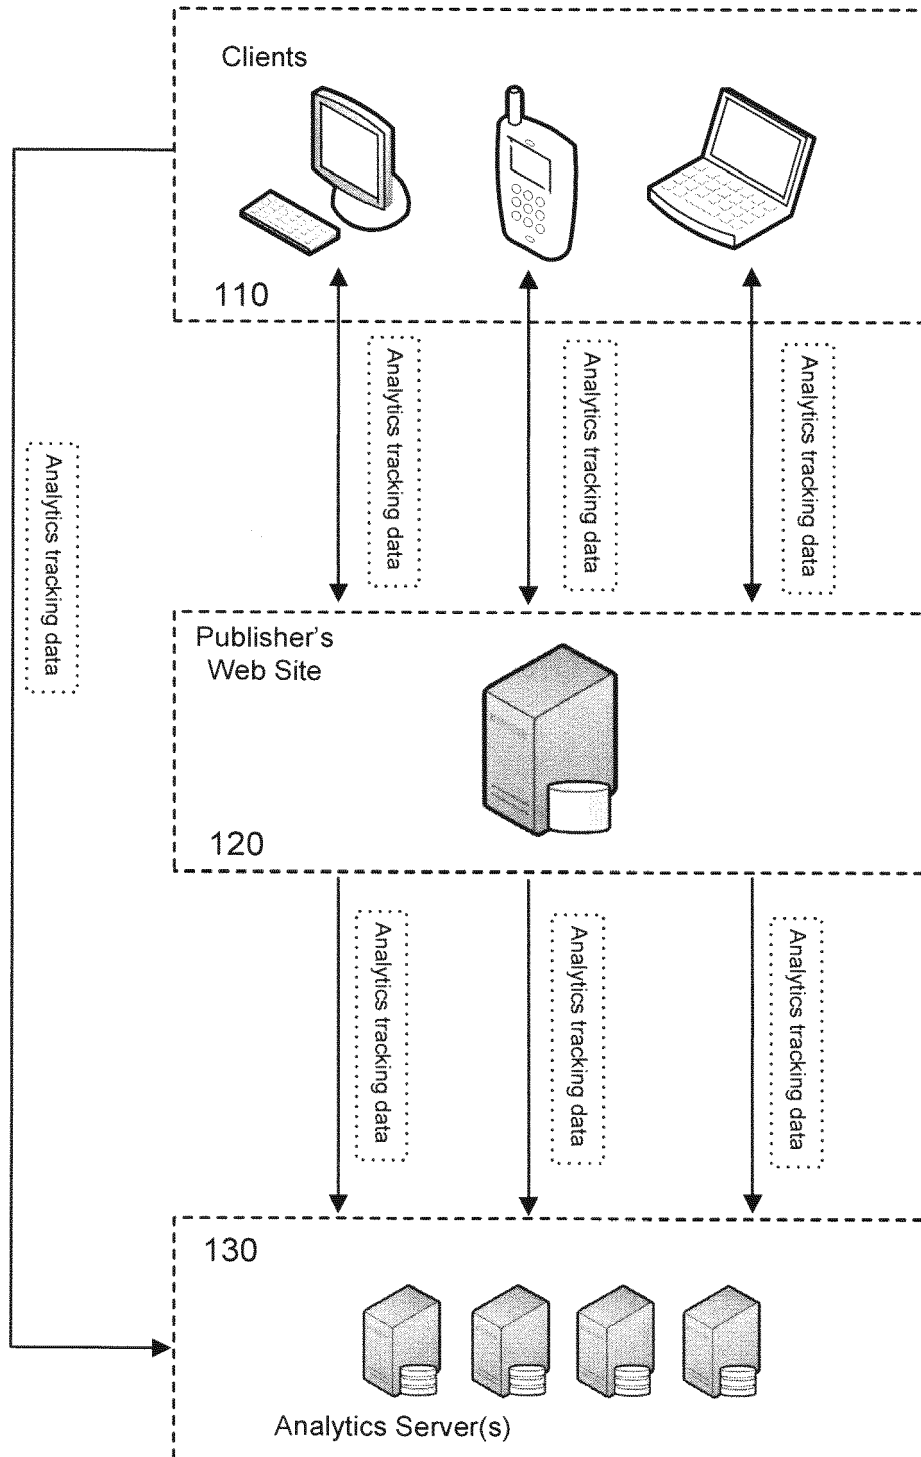 Clients
110
Analytics tracking data
Analytics tracking data
Analytics tracking data
Analytics tracking data
Publisher's
Web Site
120
Analytics tracking data
Analytics tracking data
Analytics tracking data
130
Analytics Server(s)